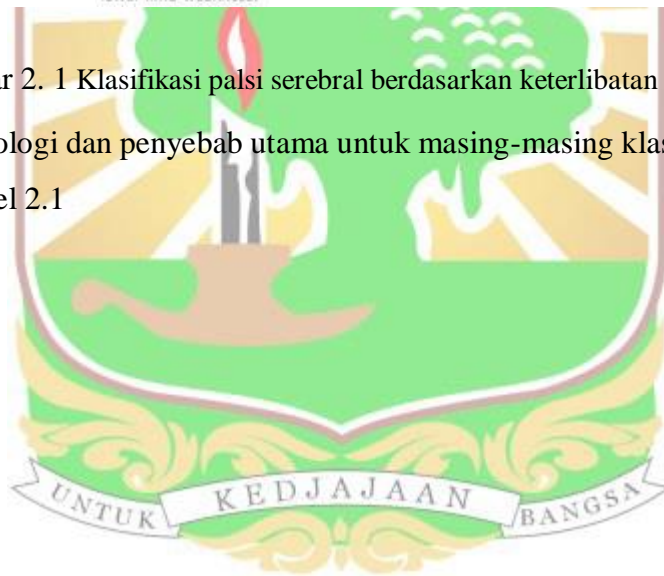 r 2. 1 Klasifikasi palsi serebral berdasarkan keterlibatan
ologi dan penyebab utama untuk masing-masing klas
el 2.1
UNTUK KEDJAJAAN BANGSA